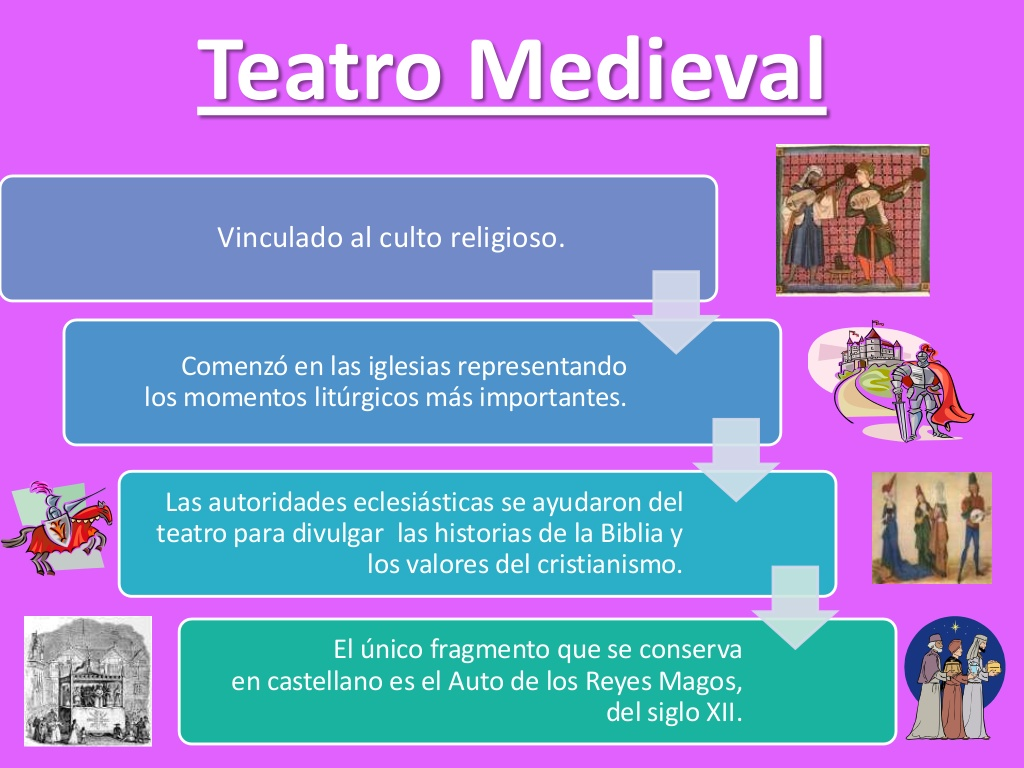 Teatro Medieval
Vinculado al culto religioso.
Comenzó en las iglesias representando
los momentos litúrgicos más importantes.
Las autoridades eclesiásticas se ayudaron del
teatro para divulgar  las historias de la Biblia y
los valores del cristianismo.
El único fragmento que se conserva
en castellano es el Auto de los Reyes Magos,
del siglo XII.